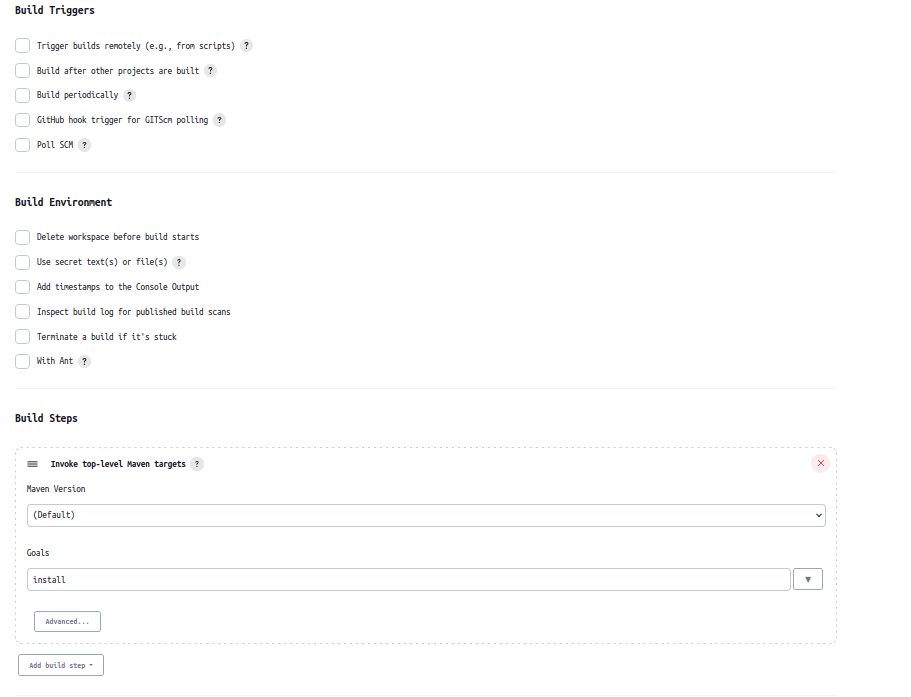 Build Triggers
Trigger builds remotely (e.g., from scripts) ?
Build after other projects are built ?
Build periodically ?
GitHub hook trigger for GITScm polling ?
Poll SCM ?
Build Environment
Delete workspace before build starts
Use secret text(s) or file(s) ?
Add timestamps to the Console Output
Inspect build log for published build scans
Terminate a build if it's stuck
With Ant ?
Build Steps
Invoke top-level Maven targets ?
Maven Version
(Default)
Goals
install
Advanced...
Add build step